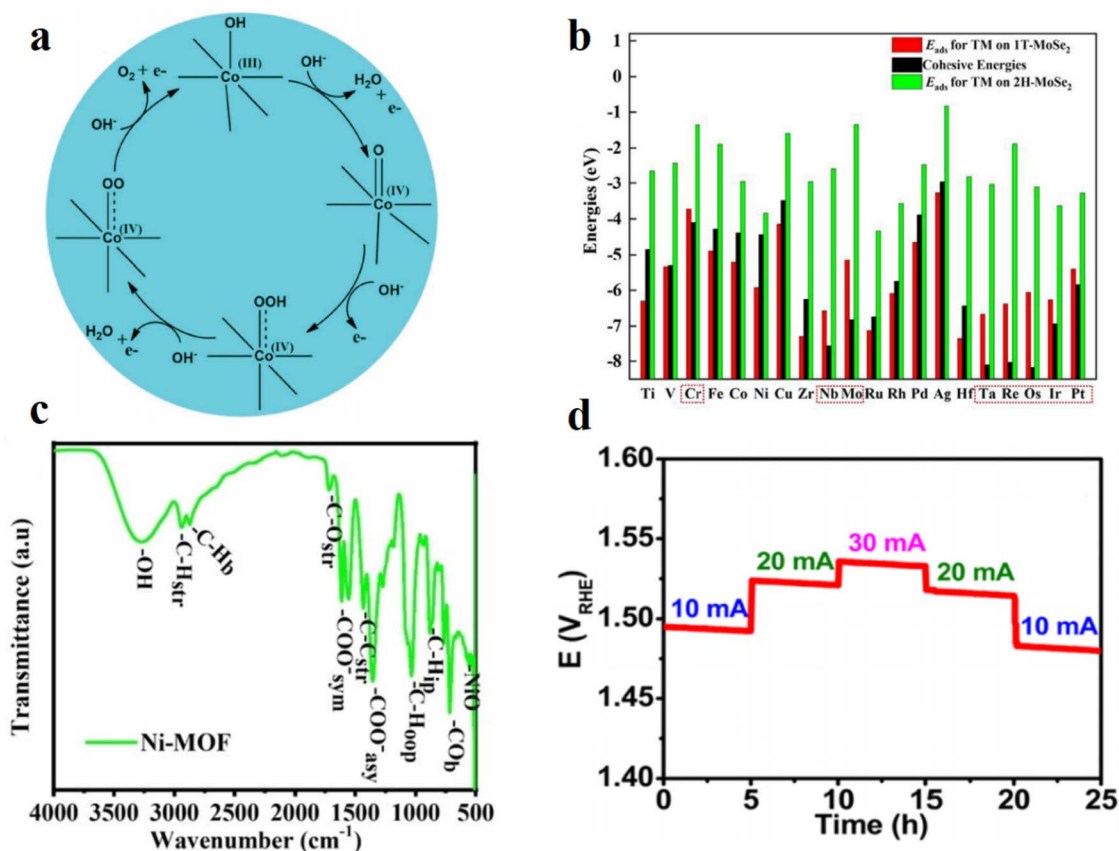 a
OH
Co (III)
O₂ + e-
OH⁻
H₂O
+
e-
OH⁻
O
Co (IV)
OO
Co (IV)
OH⁻
e-
OOH
Co (IV)
H₂O
+ e-
OH⁻
b
Eads for TM on 1T-MoSe₂
Cohesive Energies
Eads for TM on 2H-MoSe₂
Energies (eV)
1
0
-1
-2
-3
-4
-5
-6
-7
-8
Ti V Cr Fe Co Ni Cu Zr Nb Mo Ru Rh Pd Ag Hf Ta Re Os Ir Pt
c
Transmittance (a.u)
-OH
-C-Hstr
-C-Hb
-C-Ostr
-COO⁻sym
-C-Cstr
-COO⁻asy
-C-Hoop
-C-Hip
-COb
-NiO
Ni-MOF
4000 3500 3000 2500 2000 1500 1000 500
Wavenumber (cm⁻¹)
d
E (VRHE)
1.60
1.55
1.50
1.45
1.40
10 mA
20 mA
30 mA
20 mA
10 mA
0 5 10 15 20 25
Time (h)